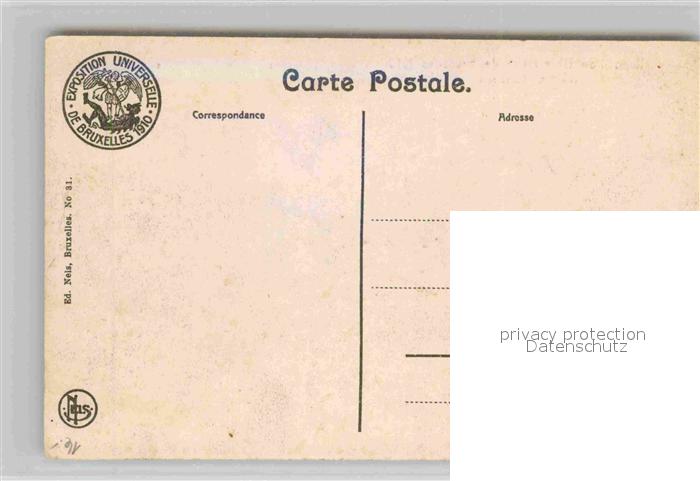 EXPOSITION UNIVERSELLE
DE BRUXELLES 1910
Carte Postale.
Correspondance
Adresse
Ed. Nels, Bruxelles. No 31.
privacy protection
Datenschutz